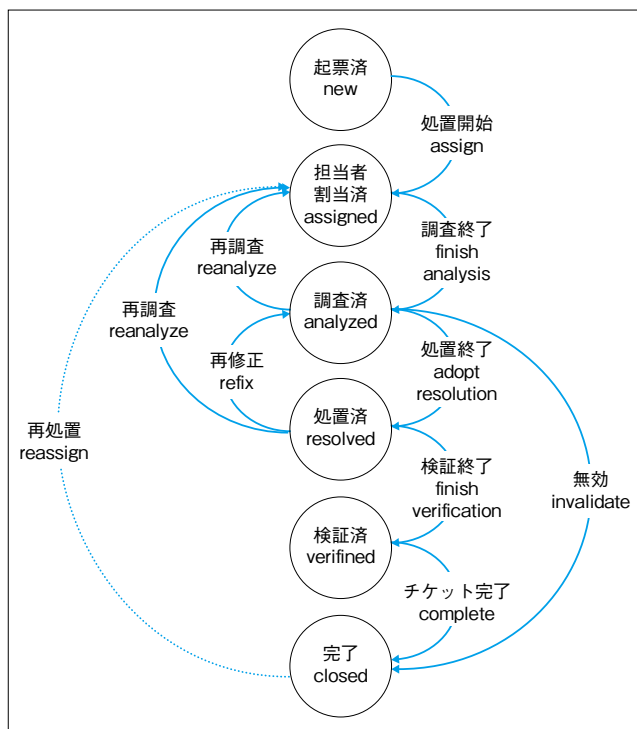 起票済
new
処置開始
assign
担当者
割当済
assigned
調査終了
finish
analysis
再調査
reanalyze
調査済
analyzed
再調査
reanalyze
処置終了
adopt
resolution
再修正
refix
処置済
resolved
再処置
reassign
検証終了
finish
verification
無効
invalidate
検証済
verifined
チケット完了
complete
完了
closed